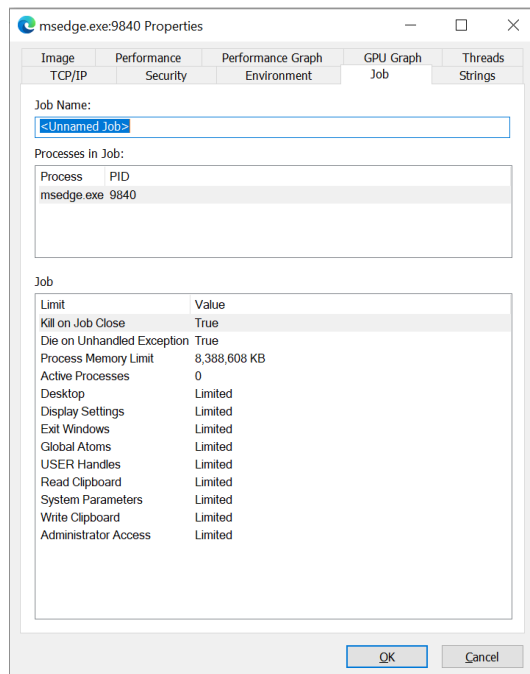 msedge.exe:9840 Properties
Image Performance Performance Graph GPU Graph Threads
TCP/IP Security Environment Job Strings
Job Name:
<Unnamed Job>
Processes in Job:
Process PID
msedge.exe 9840
Job
Limit Value
Kill on Job Close True
Die on Unhandled Exception True
Process Memory Limit 8,388,608 KB
Active Processes 0
Desktop Limited
Display Settings Limited
Exit Windows Limited
Global Atoms Limited
USER Handles Limited
Read Clipboard Limited
System Parameters Limited
Write Clipboard Limited
Administrator Access Limited
OK Cancel